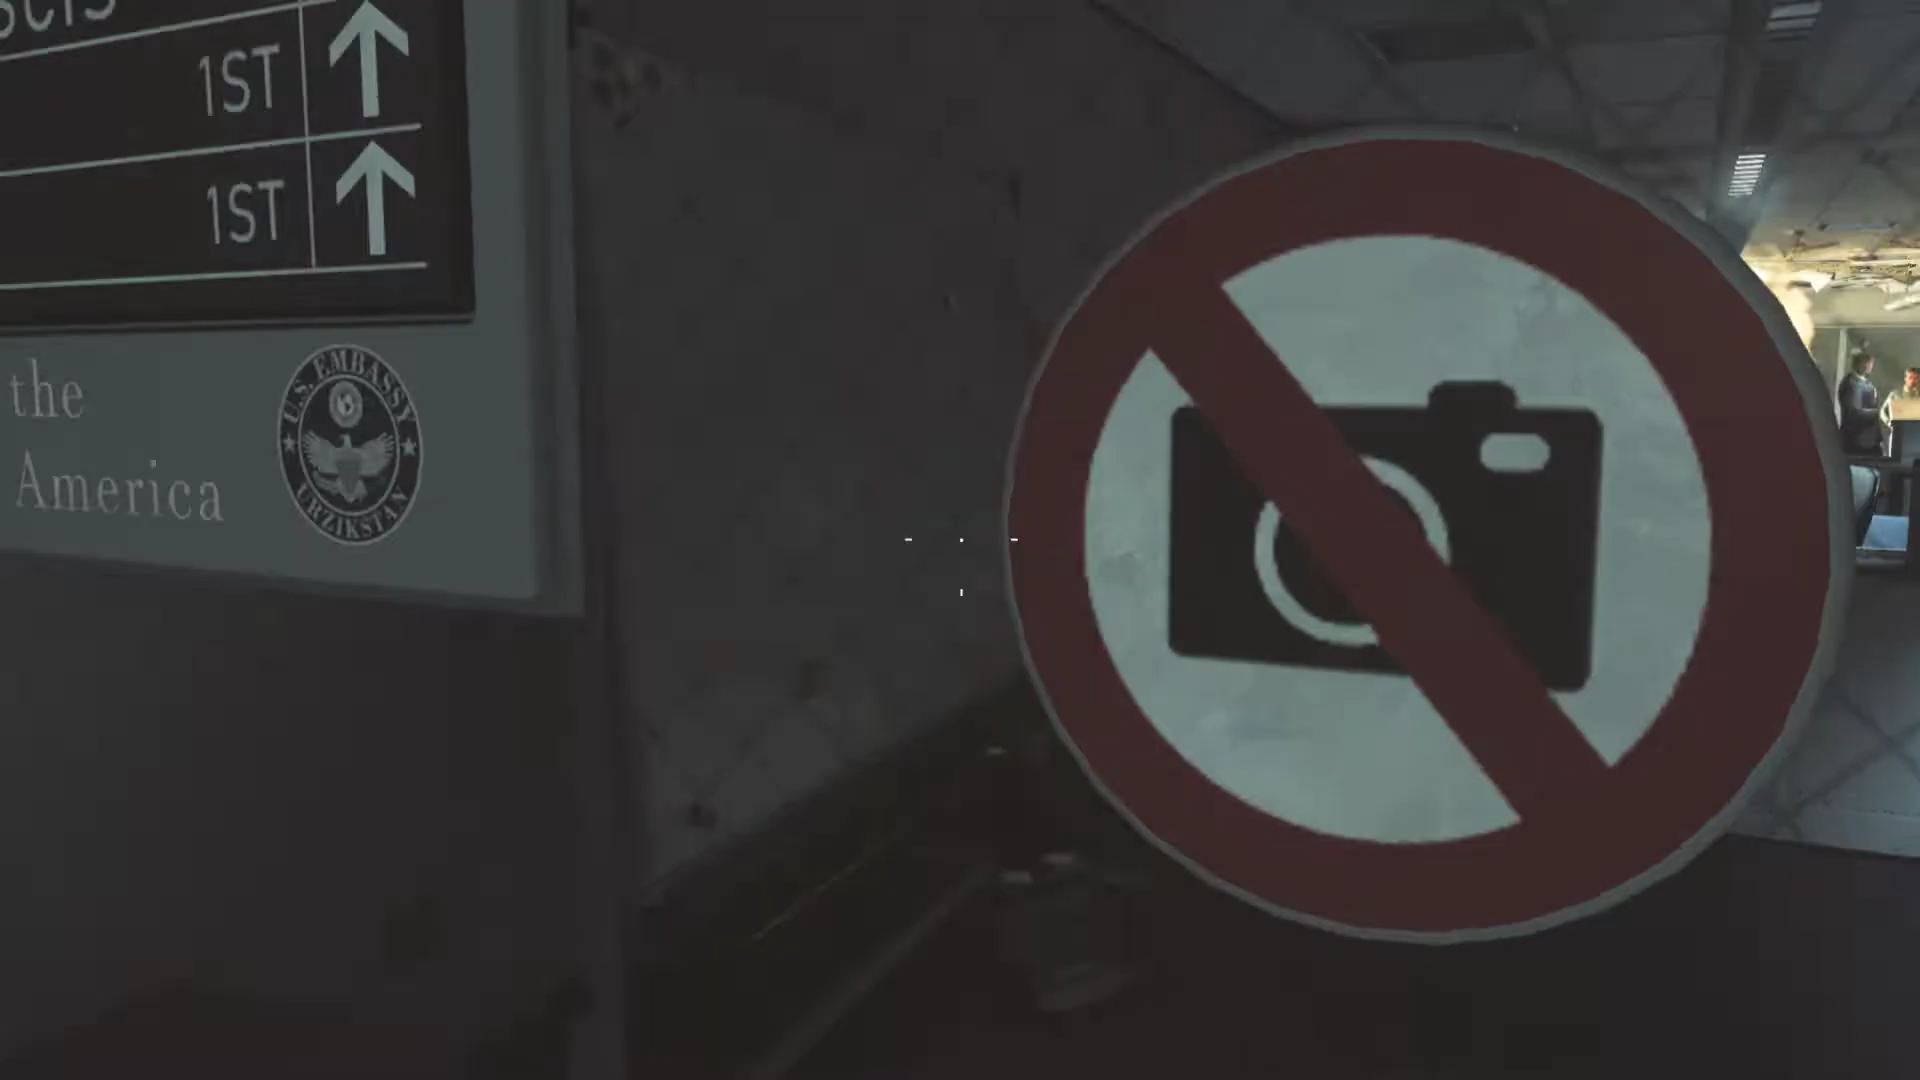 1ST
1ST
the
America
U.S. EMBASSY
URZIKSTAN